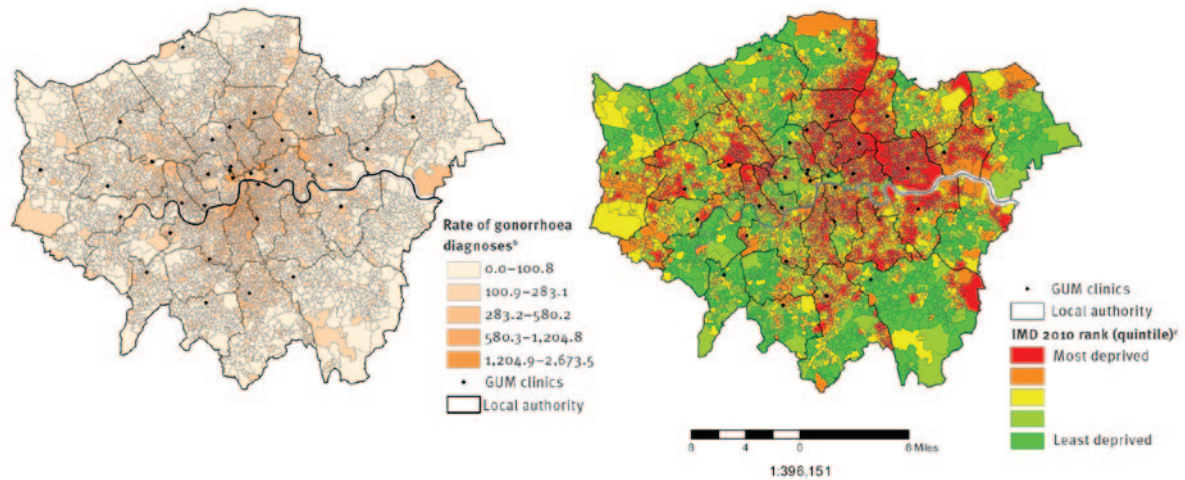 Rate of gonorrhoea
diagnosesᵇ
0.0–100.8
100.9–283.1
283.2–580.2
580.3–1,204.8
1,204.9–2,673.5
GUM clinics
Local authority
GUM clinics
Local authority
IMD 2010 rank (quintile)ᶜ
Most deprived
Least deprived
8 4 0 8 Miles
1:396,151